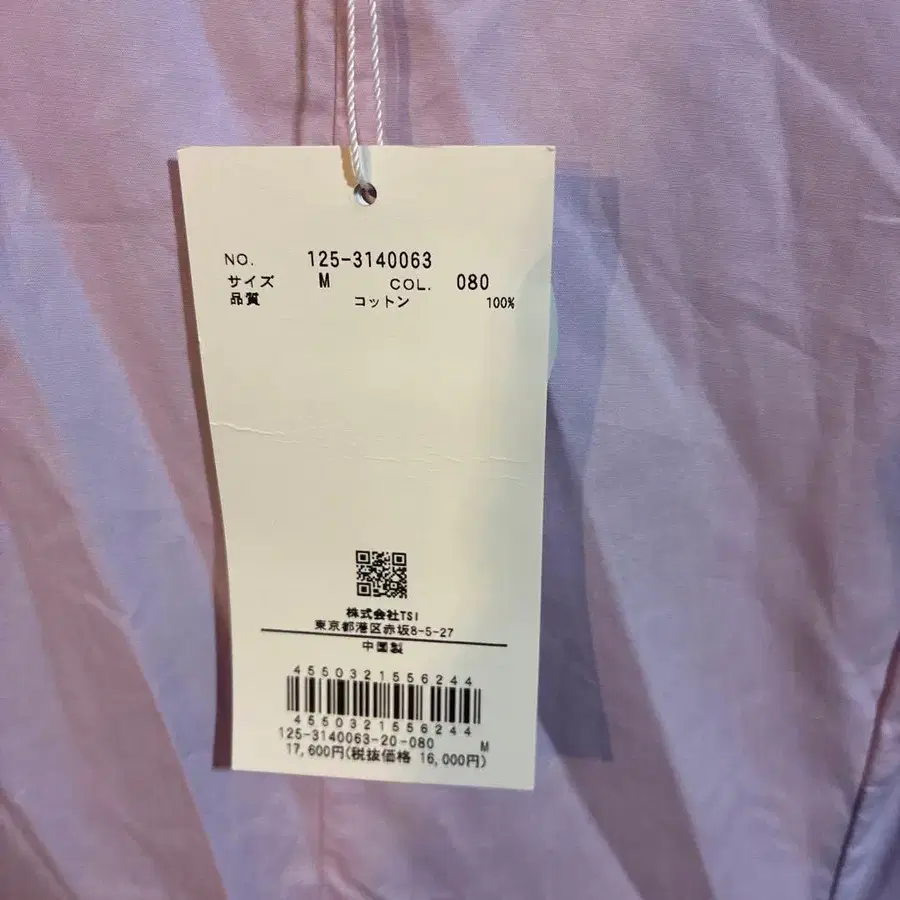 NO. 125-3140063
サイズ M COL. 080
品質 コットン 100%
株式会社TSI
東京都港区赤坂8-5-27
中国製
4550321556244
4550321556244
125-3140063-20-080 M
17,600円(税抜価格 16,000円)